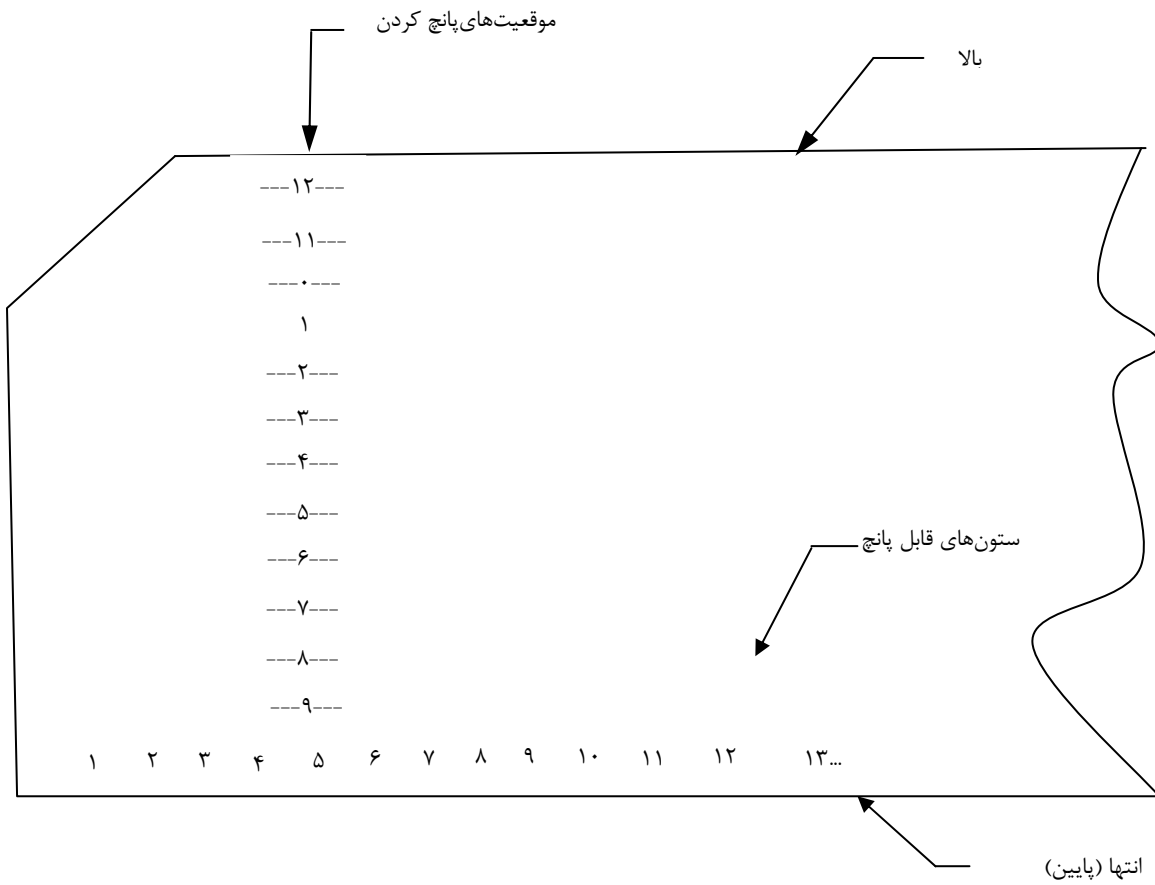 موقعیت‌های‌پانچ کردن
بالا
---۱۲---
---۱۱---
---۰---
۱
---۲---
---۳---
---۴---
---۵---
ستون‌های قابل پانچ
---۶---
---۷---
---۸---
---۹---
۱ ۲ ۳ ۴ ۵ ۶ ۷ ۸ ۹ ۱۰ ۱۱ ۱۲ ۱۳...
انتها (پایین)